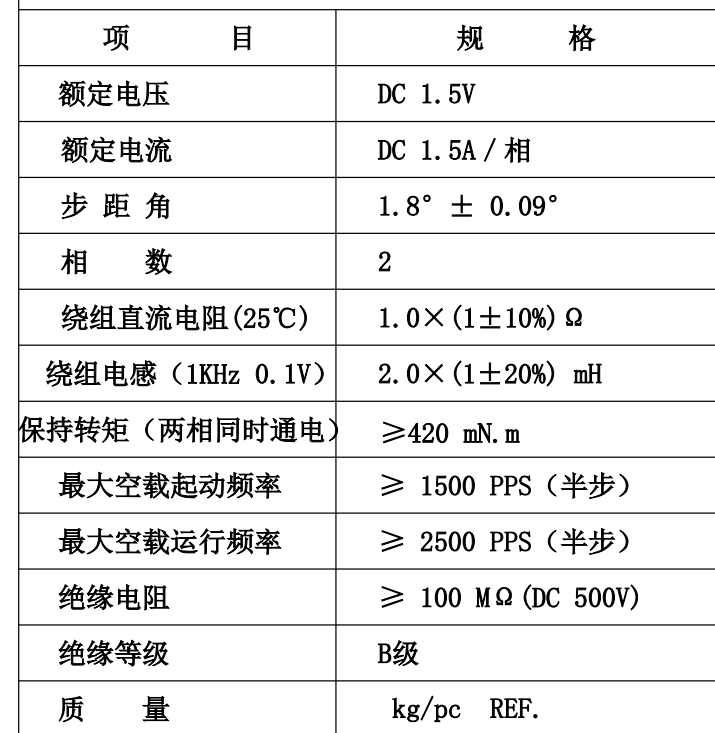 项 目 规 格
额定电压 DC 1.5V
额定电流 DC 1.5A / 相
步 距 角 1.8° ± 0.09°
相 数 2
绕组直流电阻(25℃) 1.0×(1±10%)Ω
绕组电感（1KHz 0.1V） 2.0×(1±20%) mH
保持转矩（两相同时通电） ≥420 mN.m
最大空载起动频率 ≥ 1500 PPS（半步）
最大空载运行频率 ≥ 2500 PPS（半步）
绝缘电阻 ≥ 100 MΩ(DC 500V)
绝缘等级 B级
质 量 kg/pc REF.